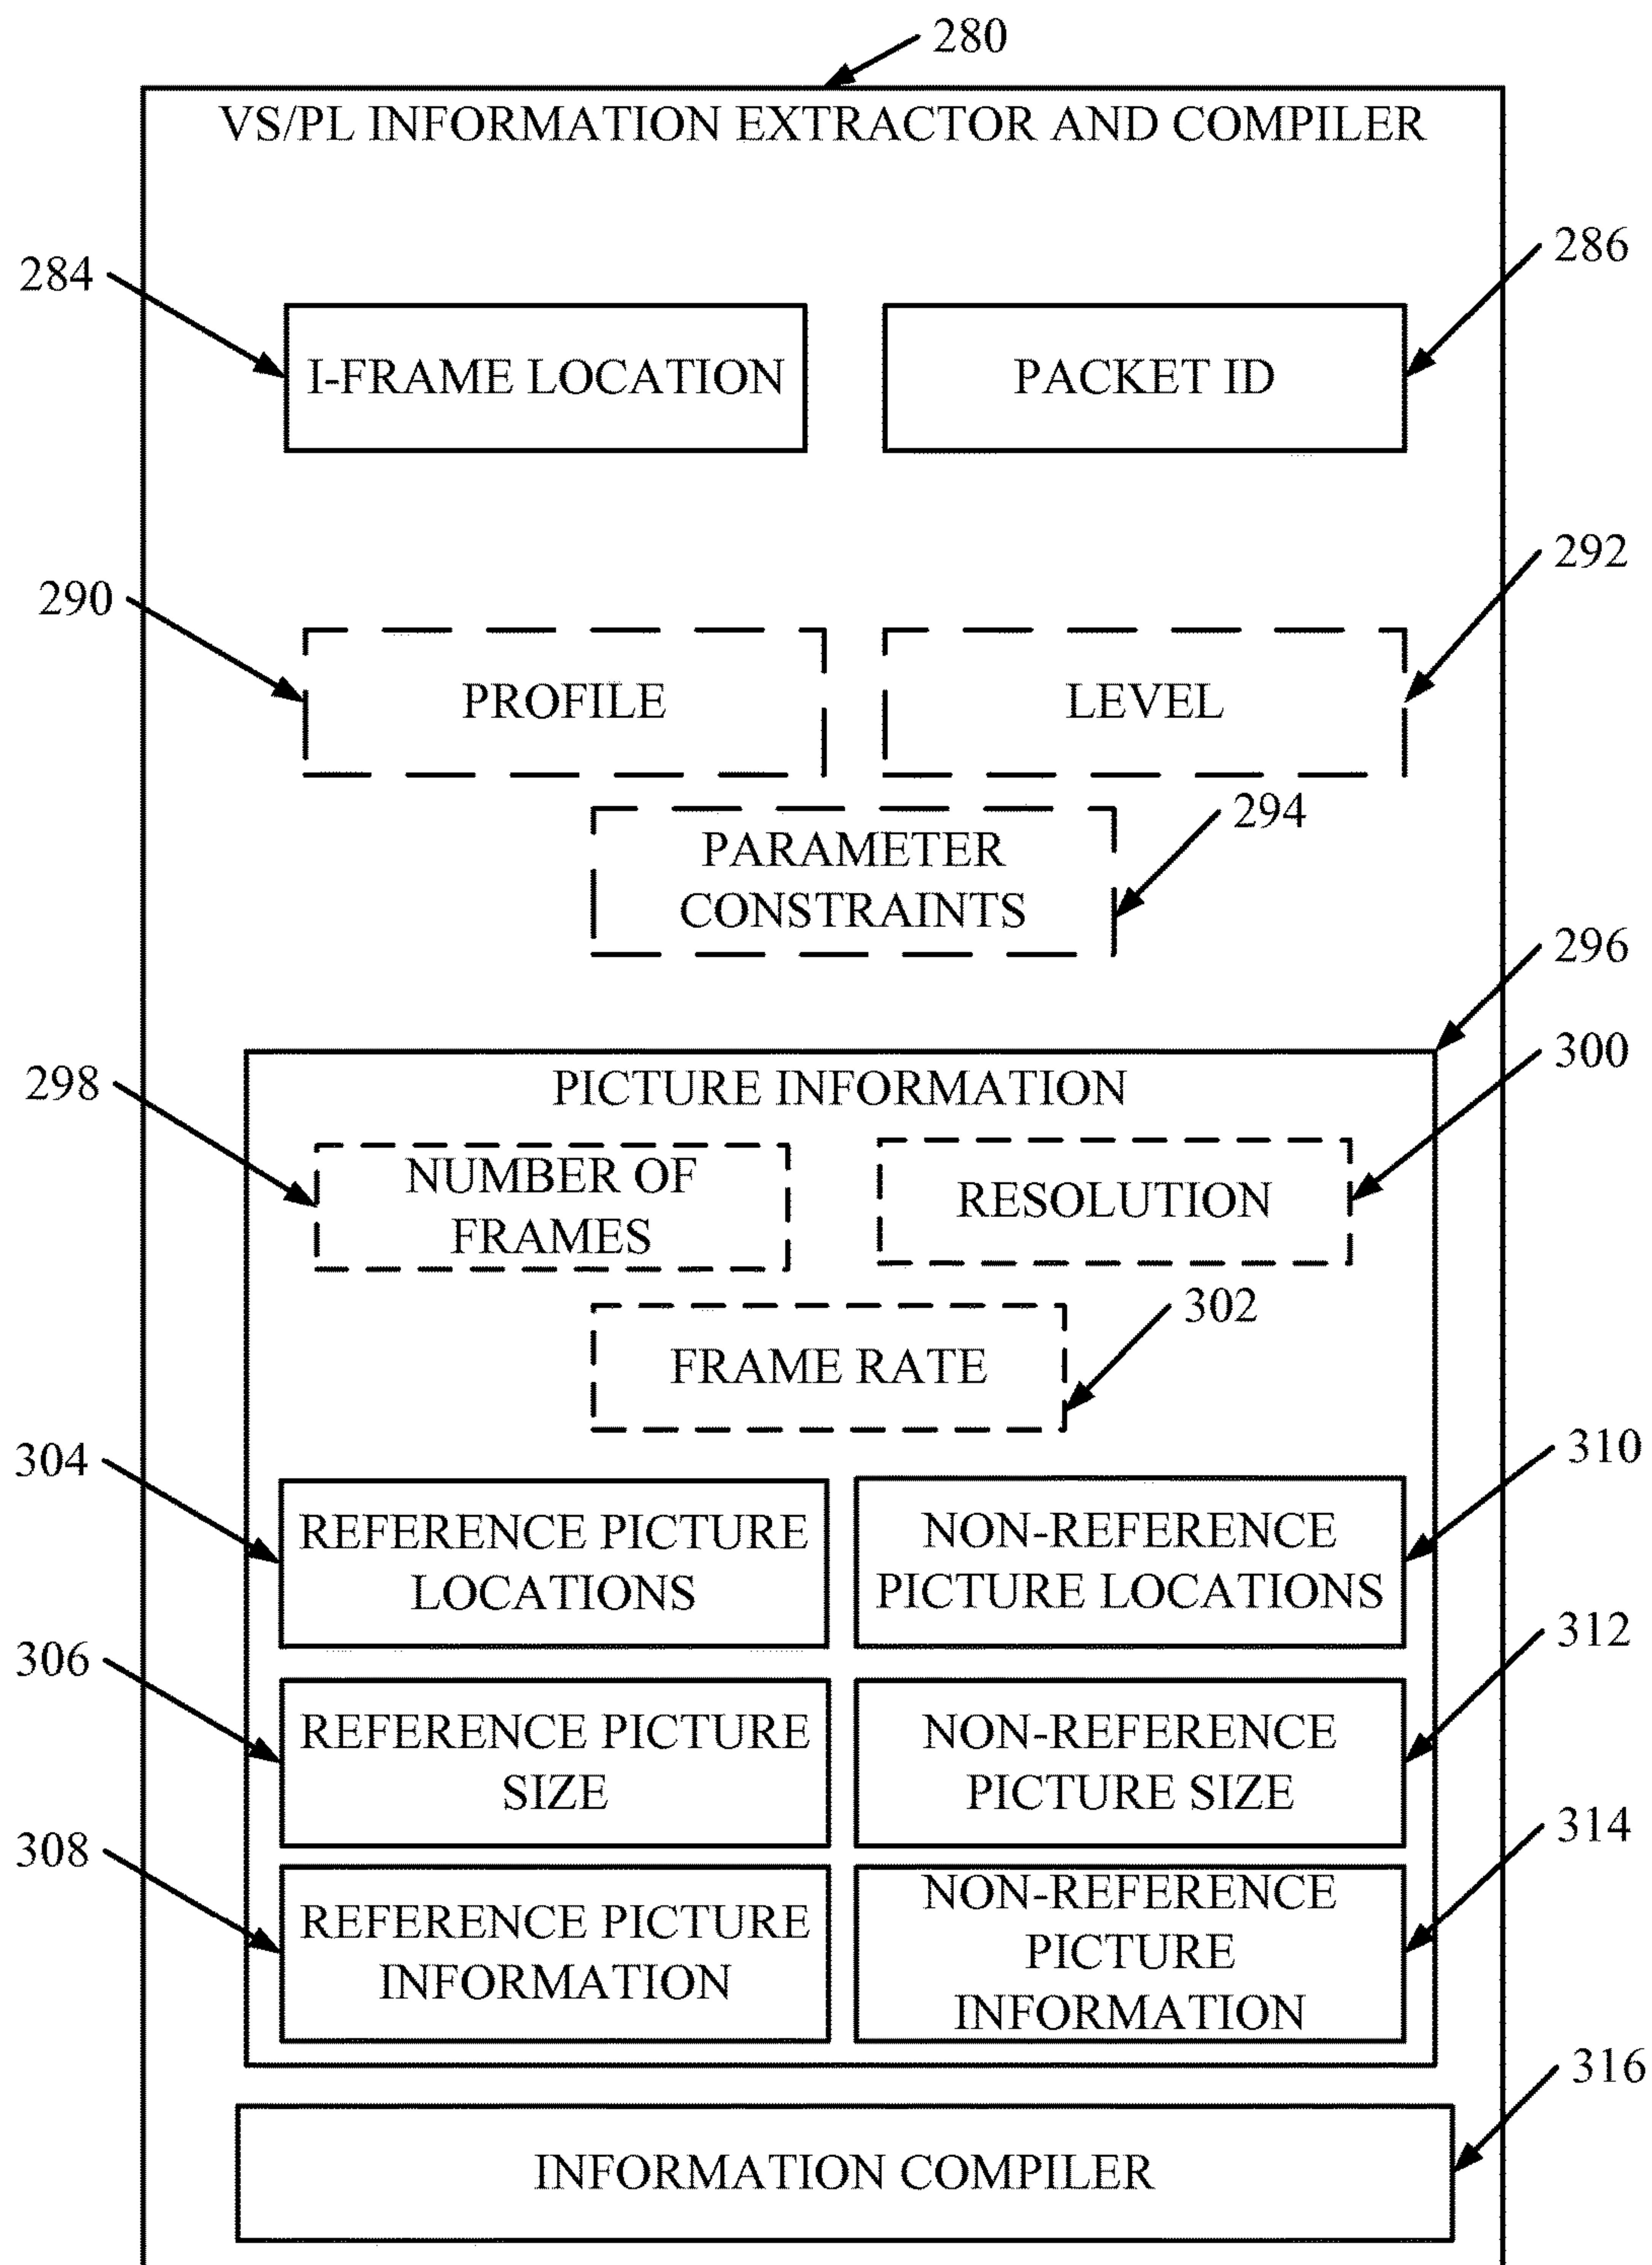 280
VS/PL INFORMATION EXTRACTOR AND COMPILER
284
286
I-FRAME LOCATION
PACKET ID
290
292
PROFILE
LEVEL
294
PARAMETER
CONSTRAINTS
296
298
300
PICTURE INFORMATION
NUMBER OF
FRAMES
RESOLUTION
302
FRAME RATE
304
310
REFERENCE PICTURE
LOCATIONS
NON-REFERENCE
PICTURE LOCATIONS
306
312
REFERENCE PICTURE
SIZE
NON-REFERENCE
PICTURE SIZE
308
314
REFERENCE PICTURE
INFORMATION
NON-REFERENCE
PICTURE
INFORMATION
316
INFORMATION COMPILER